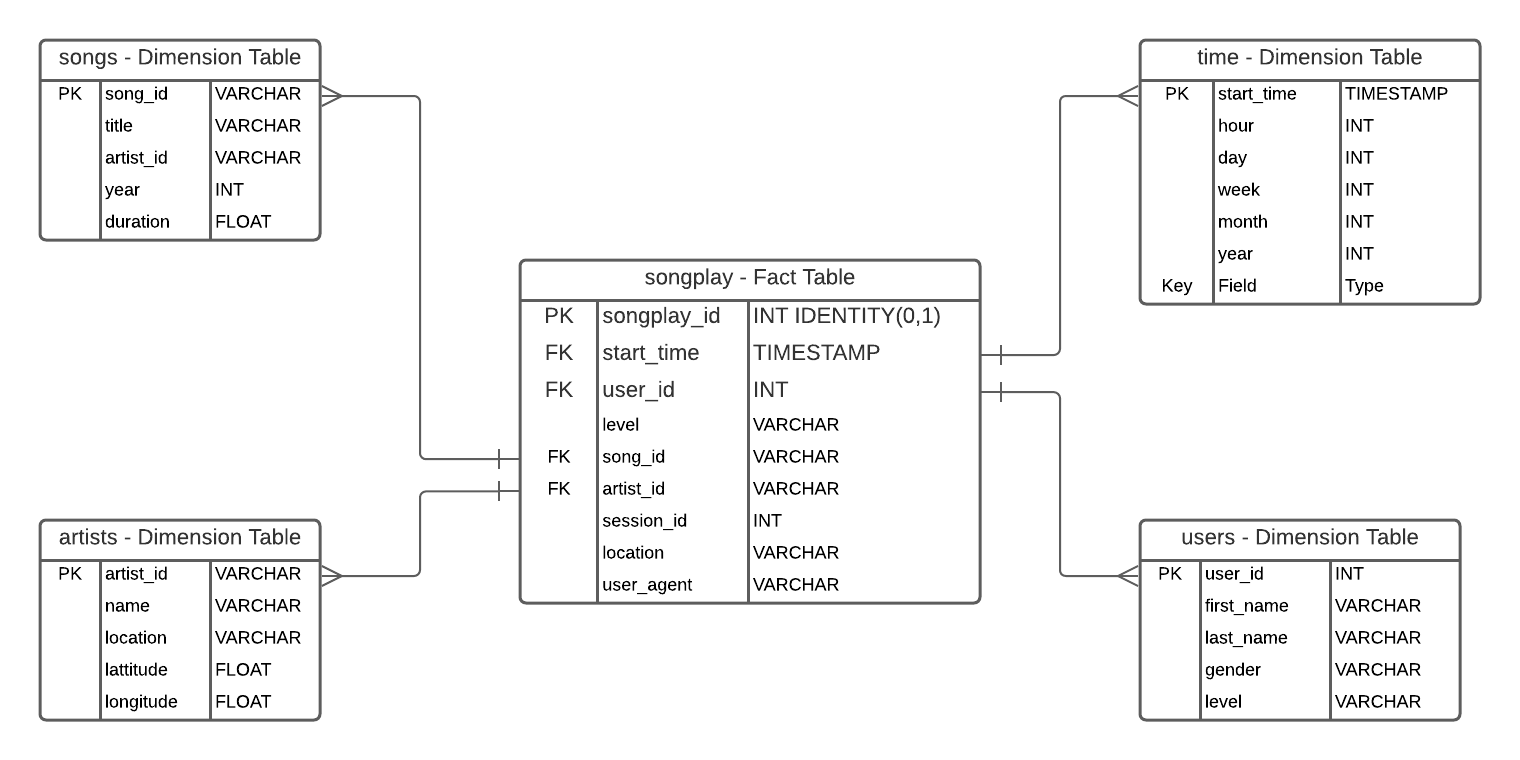 songs - Dimension Table
PK song_id VARCHAR
title VARCHAR
artist_id VARCHAR
year INT
duration FLOAT
time - Dimension Table
PK start_time TIMESTAMP
hour INT
day INT
week INT
month INT
year INT
Key Field Type
songplay - Fact Table
PK songplay_id INT IDENTITY(0,1)
FK start_time TIMESTAMP
FK user_id INT
level VARCHAR
FK song_id VARCHAR
FK artist_id VARCHAR
session_id INT
location VARCHAR
user_agent VARCHAR
artists - Dimension Table
PK artist_id VARCHAR
name VARCHAR
location VARCHAR
lattitude FLOAT
longitude FLOAT
users - Dimension Table
PK user_id INT
first_name VARCHAR
last_name VARCHAR
gender VARCHAR
level VARCHAR